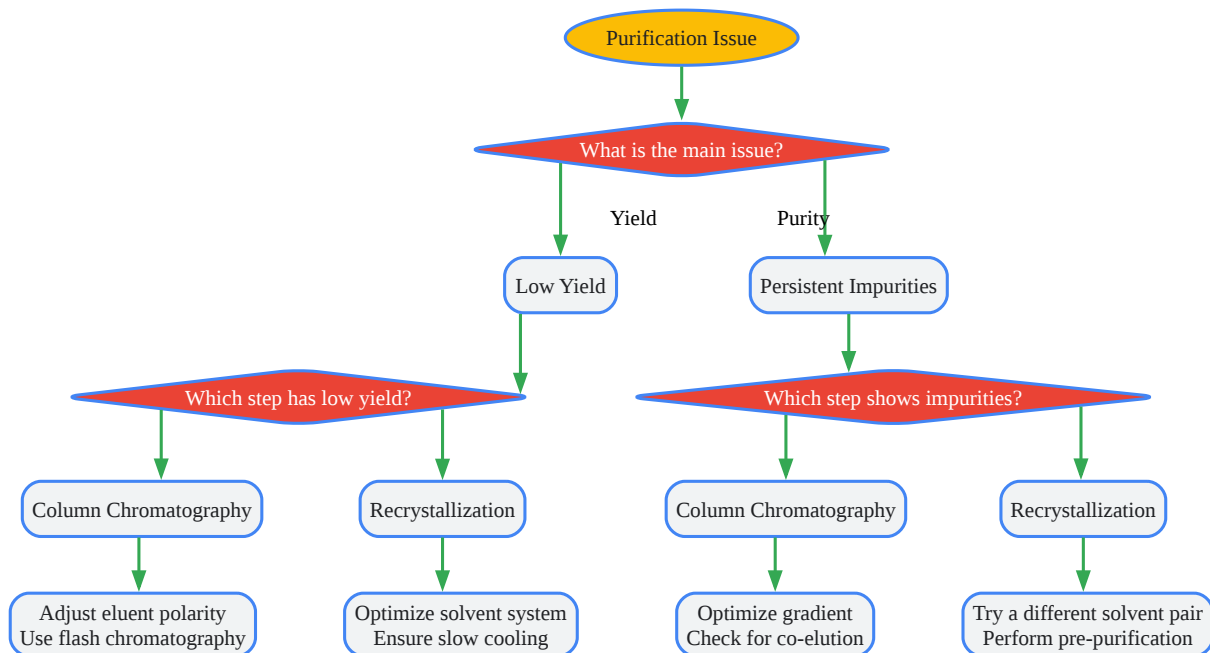 Purification Issue
What is the main issue?
Yield
Purity
Low Yield
Persistent Impurities
Which step has low yield?
Which step shows impurities?
Column Chromatography
Recrystallization
Column Chromatography
Recrystallization
Adjust eluent polarity
Use flash chromatography
Optimize solvent system
Ensure slow cooling
Optimize gradient
Check for co-elution
Try a different solvent pair
Perform pre-purification